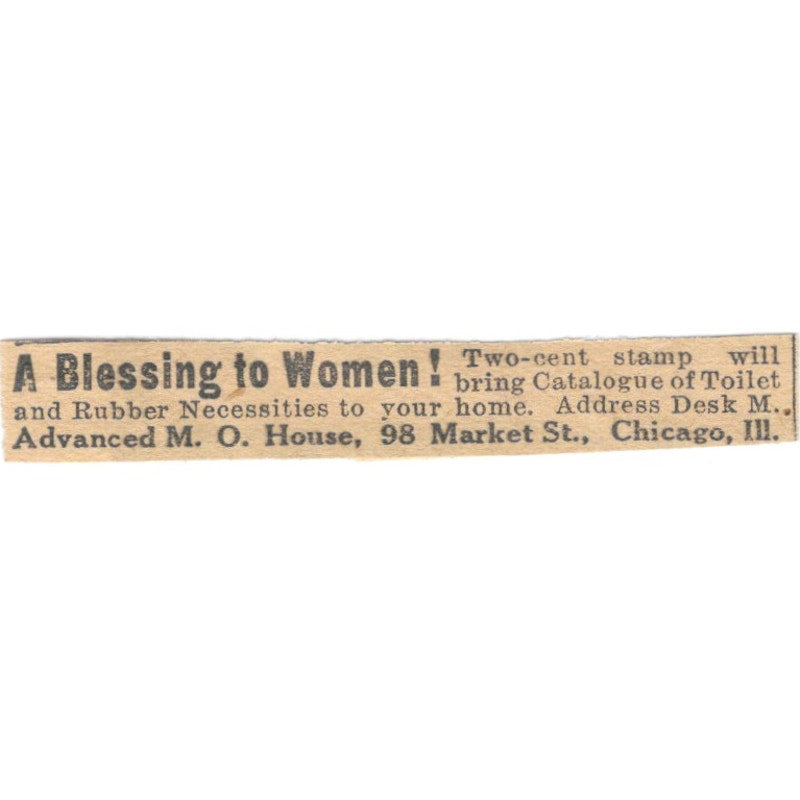 A Blessing to Women! Two-cent stamp will
bring Catalogue of Toilet
and Rubber Necessities to your home. Address Desk M.,
Advanced M. O. House, 98 Market St., Chicago, Ill.